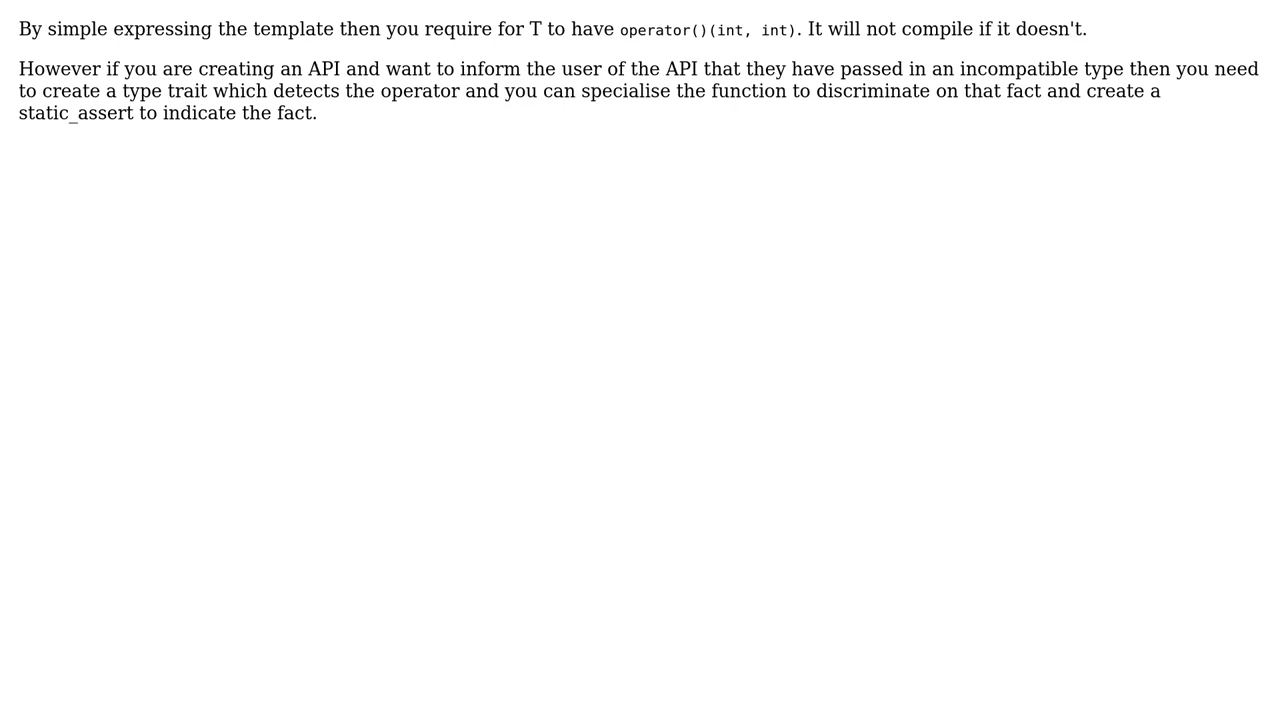 By simple expressing the template then you require for T to have operator()(int, int). It will not compile if it doesn't.
However if you are creating an API and want to inform the user of the API that they have passed in an incompatible type then you need
to create a type trait which detects the operator and you can specialise the function to discriminate on that fact and create a
static_assert to indicate the fact.